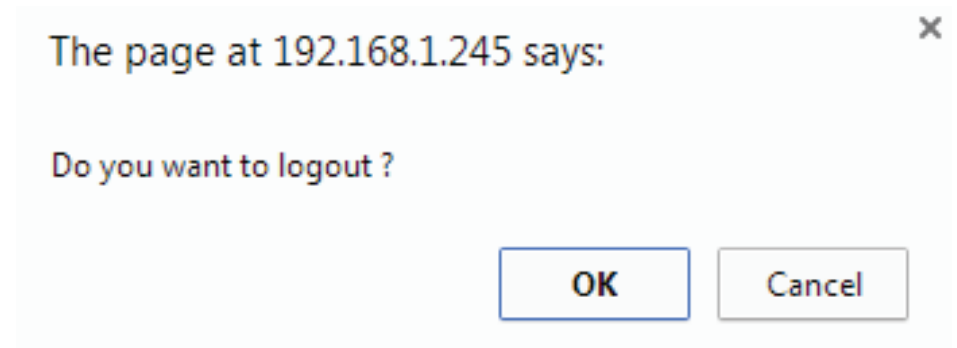 The page at 192.168.1.245 says:
Do you want to logout ?
OK Cancel